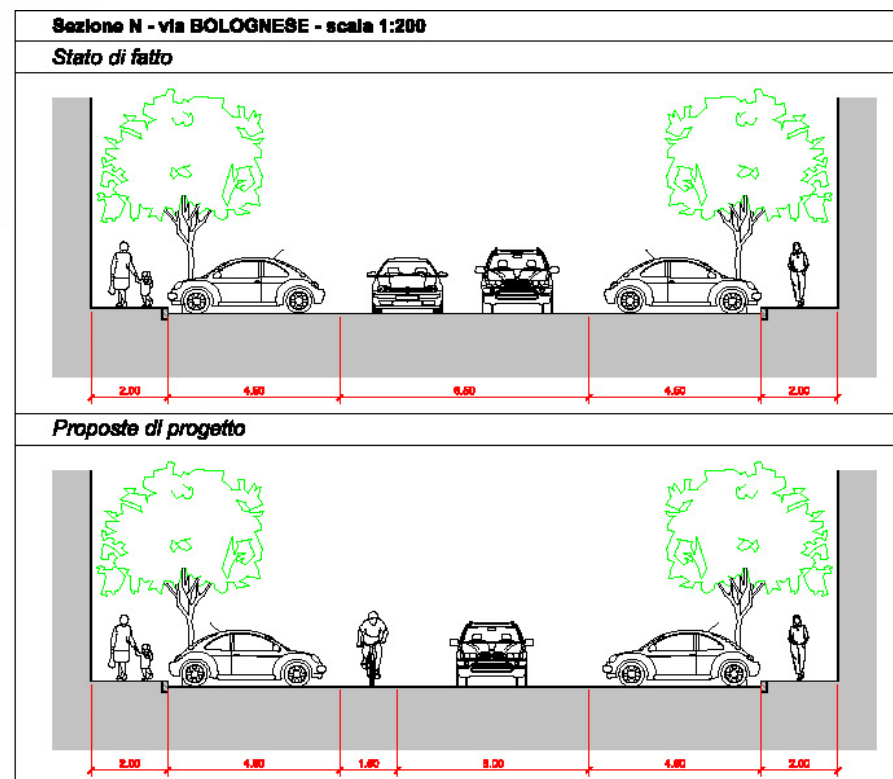 Sezione N - via BOLOGNESE - scala 1:200
Stato di fatto
2.00 4.50 6.50 4.50 2.00
Proposte di progetto
2.00 4.50 1.50 5.00 4.50 2.00